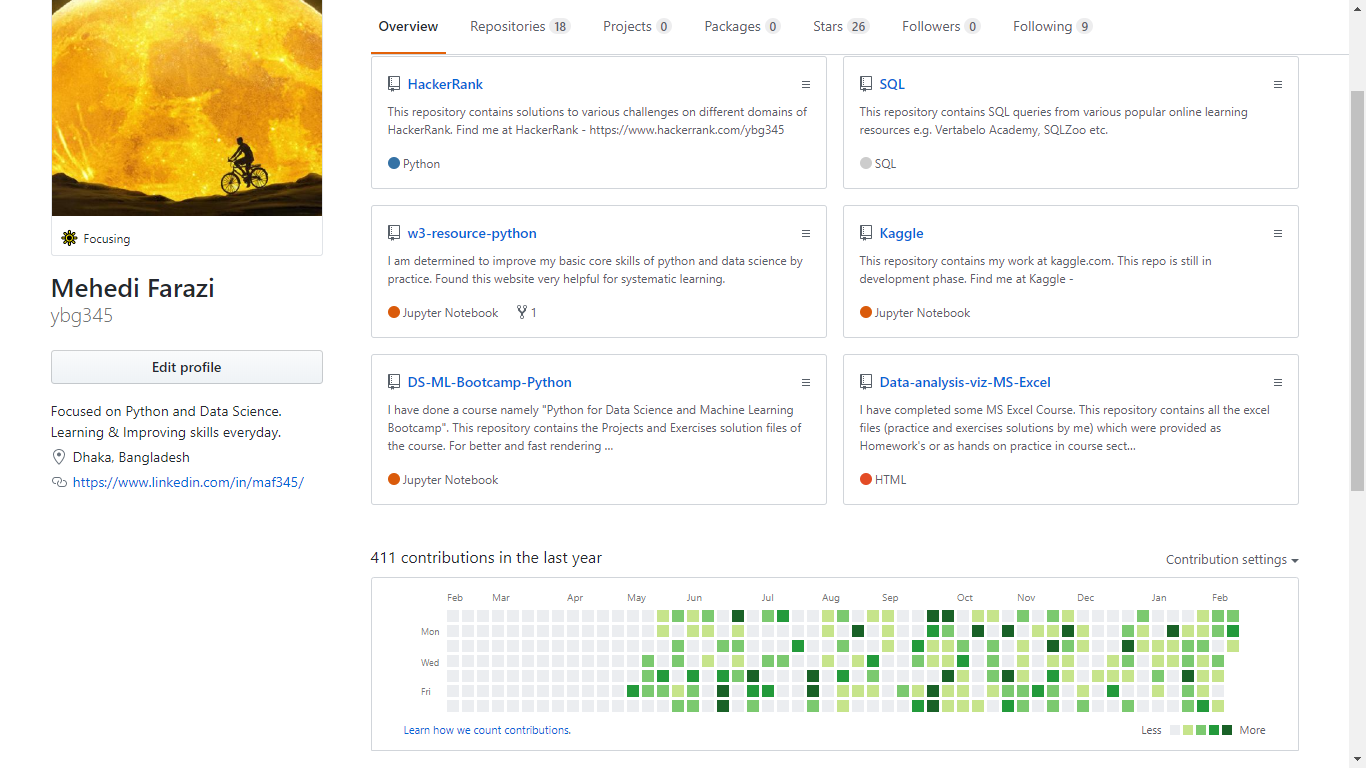 Overview Repositories 18 Projects 0 Packages 0 Stars 26 Followers 0 Following 9
Focusing
Mehedi Farazi
ybg345
Edit profile
Focused on Python and Data Science.
Learning & Improving skills everyday.
Dhaka, Bangladesh
https://www.linkedin.com/in/maf345/
HackerRank
This repository contains solutions to various challenges on different domains of
HackerRank. Find me at HackerRank - https://www.hackerrank.com/ybg345
Python
SQL
This repository contains SQL queries from various popular online learning
resources e.g. Vertabelo Academy, SQLZoo etc.
SQL
w3-resource-python
I am determined to improve my basic core skills of python and data science by
practice. Found this website very helpful for systematic learning.
Jupyter Notebook 1
Kaggle
This repository contains my work at kaggle.com. This repo is still in
development phase. Find me at Kaggle -
Jupyter Notebook
DS-ML-Bootcamp-Python
I have done a course namely "Python for Data Science and Machine Learning
Bootcamp". This repository contains the Projects and Exercises solution files of
the course. For better and fast rendering ...
Jupyter Notebook
Data-analysis-viz-MS-Excel
I have completed some MS Excel Course. This repository contains all the excel
files (practice and exercises solutions by me) which were provided as
Homework's or as hands on practice in course sect...
HTML
411 contributions in the last year
Contribution settings
Feb Mar Apr May Jun Jul Aug Sep Oct Nov Dec Jan Feb
Mon
Wed
Fri
Learn how we count contributions.
Less More